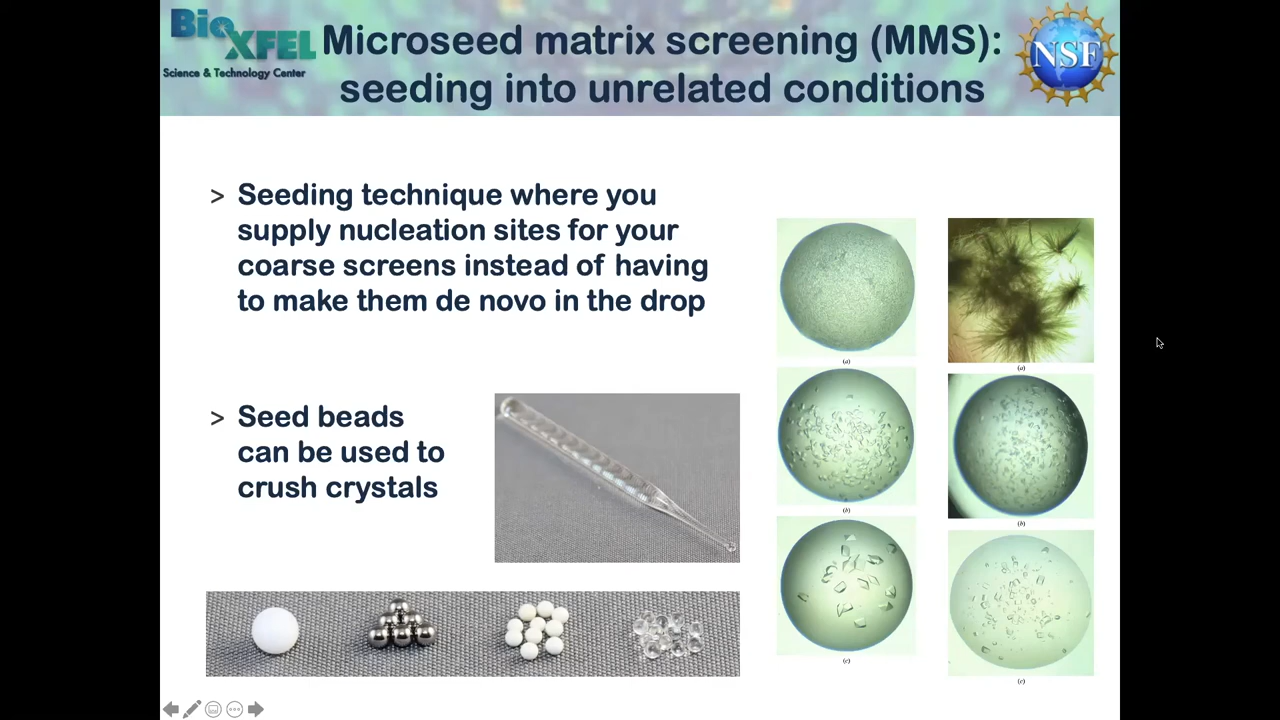 BioXFEL
Science & Technology Center
Microseed matrix screening (MMS):
seeding into unrelated conditions
NSF
> Seeding technique where you
supply nucleation sites for your
coarse screens instead of having
to make them de novo in the drop
> Seed beads
can be used to
crush crystals
(a)
(a)
(b)
(b)
(c)
(c)